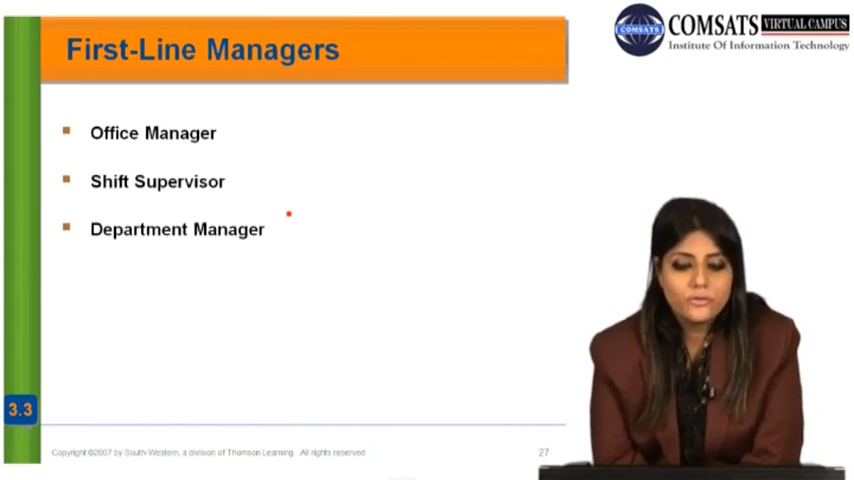 First-Line Managers
COMSATS
COMSATS
VIRTUAL CAMPUS
Institute Of Information Technology
Office Manager
Shift Supervisor
Department Manager
3.3
Copyright ©2007 by South-Western, a division of Thomson Learning. All rights reserved
27